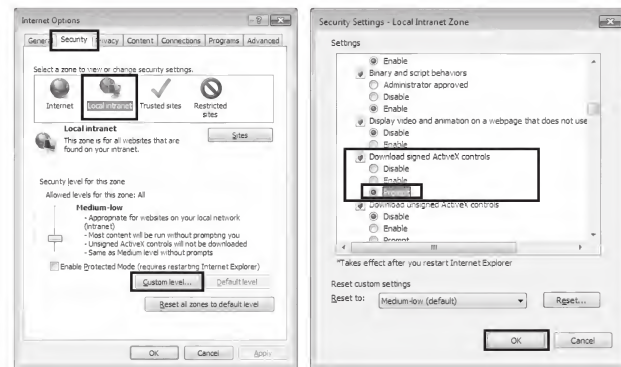 Internet Options
General Security Privacy Content Connections Programs Advanced
Select a zone to view or change security settings.
Internet Local intranet Trusted sites Restricted sites
Local intranet
This zone is for all websites that are
found on your intranet.
Sites
Security level for this zone
Allowed levels for this zone: All
Medium-low
- Appropriate for websites on your local network
(intranet)
- Most content will be run without prompting you
- Unsigned ActiveX controls will not be downloaded
- Same as Medium level without prompts
Enable Protected Mode (requires restarting Internet Explorer)
Custom level... Default level
Reset all zones to default level
OK Cancel Apply
Security Settings - Local Intranet Zone
Settings
Enable
Binary and script behaviors
Administrator approved
Disable
Enable
Display video and animation on a webpage that does not use
Disable
Enable
Download signed ActiveX controls
Disable
Enable
Prompt
Download unsigned ActiveX controls
Disable
Enable
Prompt
*Takes effect after you restart Internet Explorer
Reset custom settings
Reset to: Medium-low (default) Reset...
OK Cancel